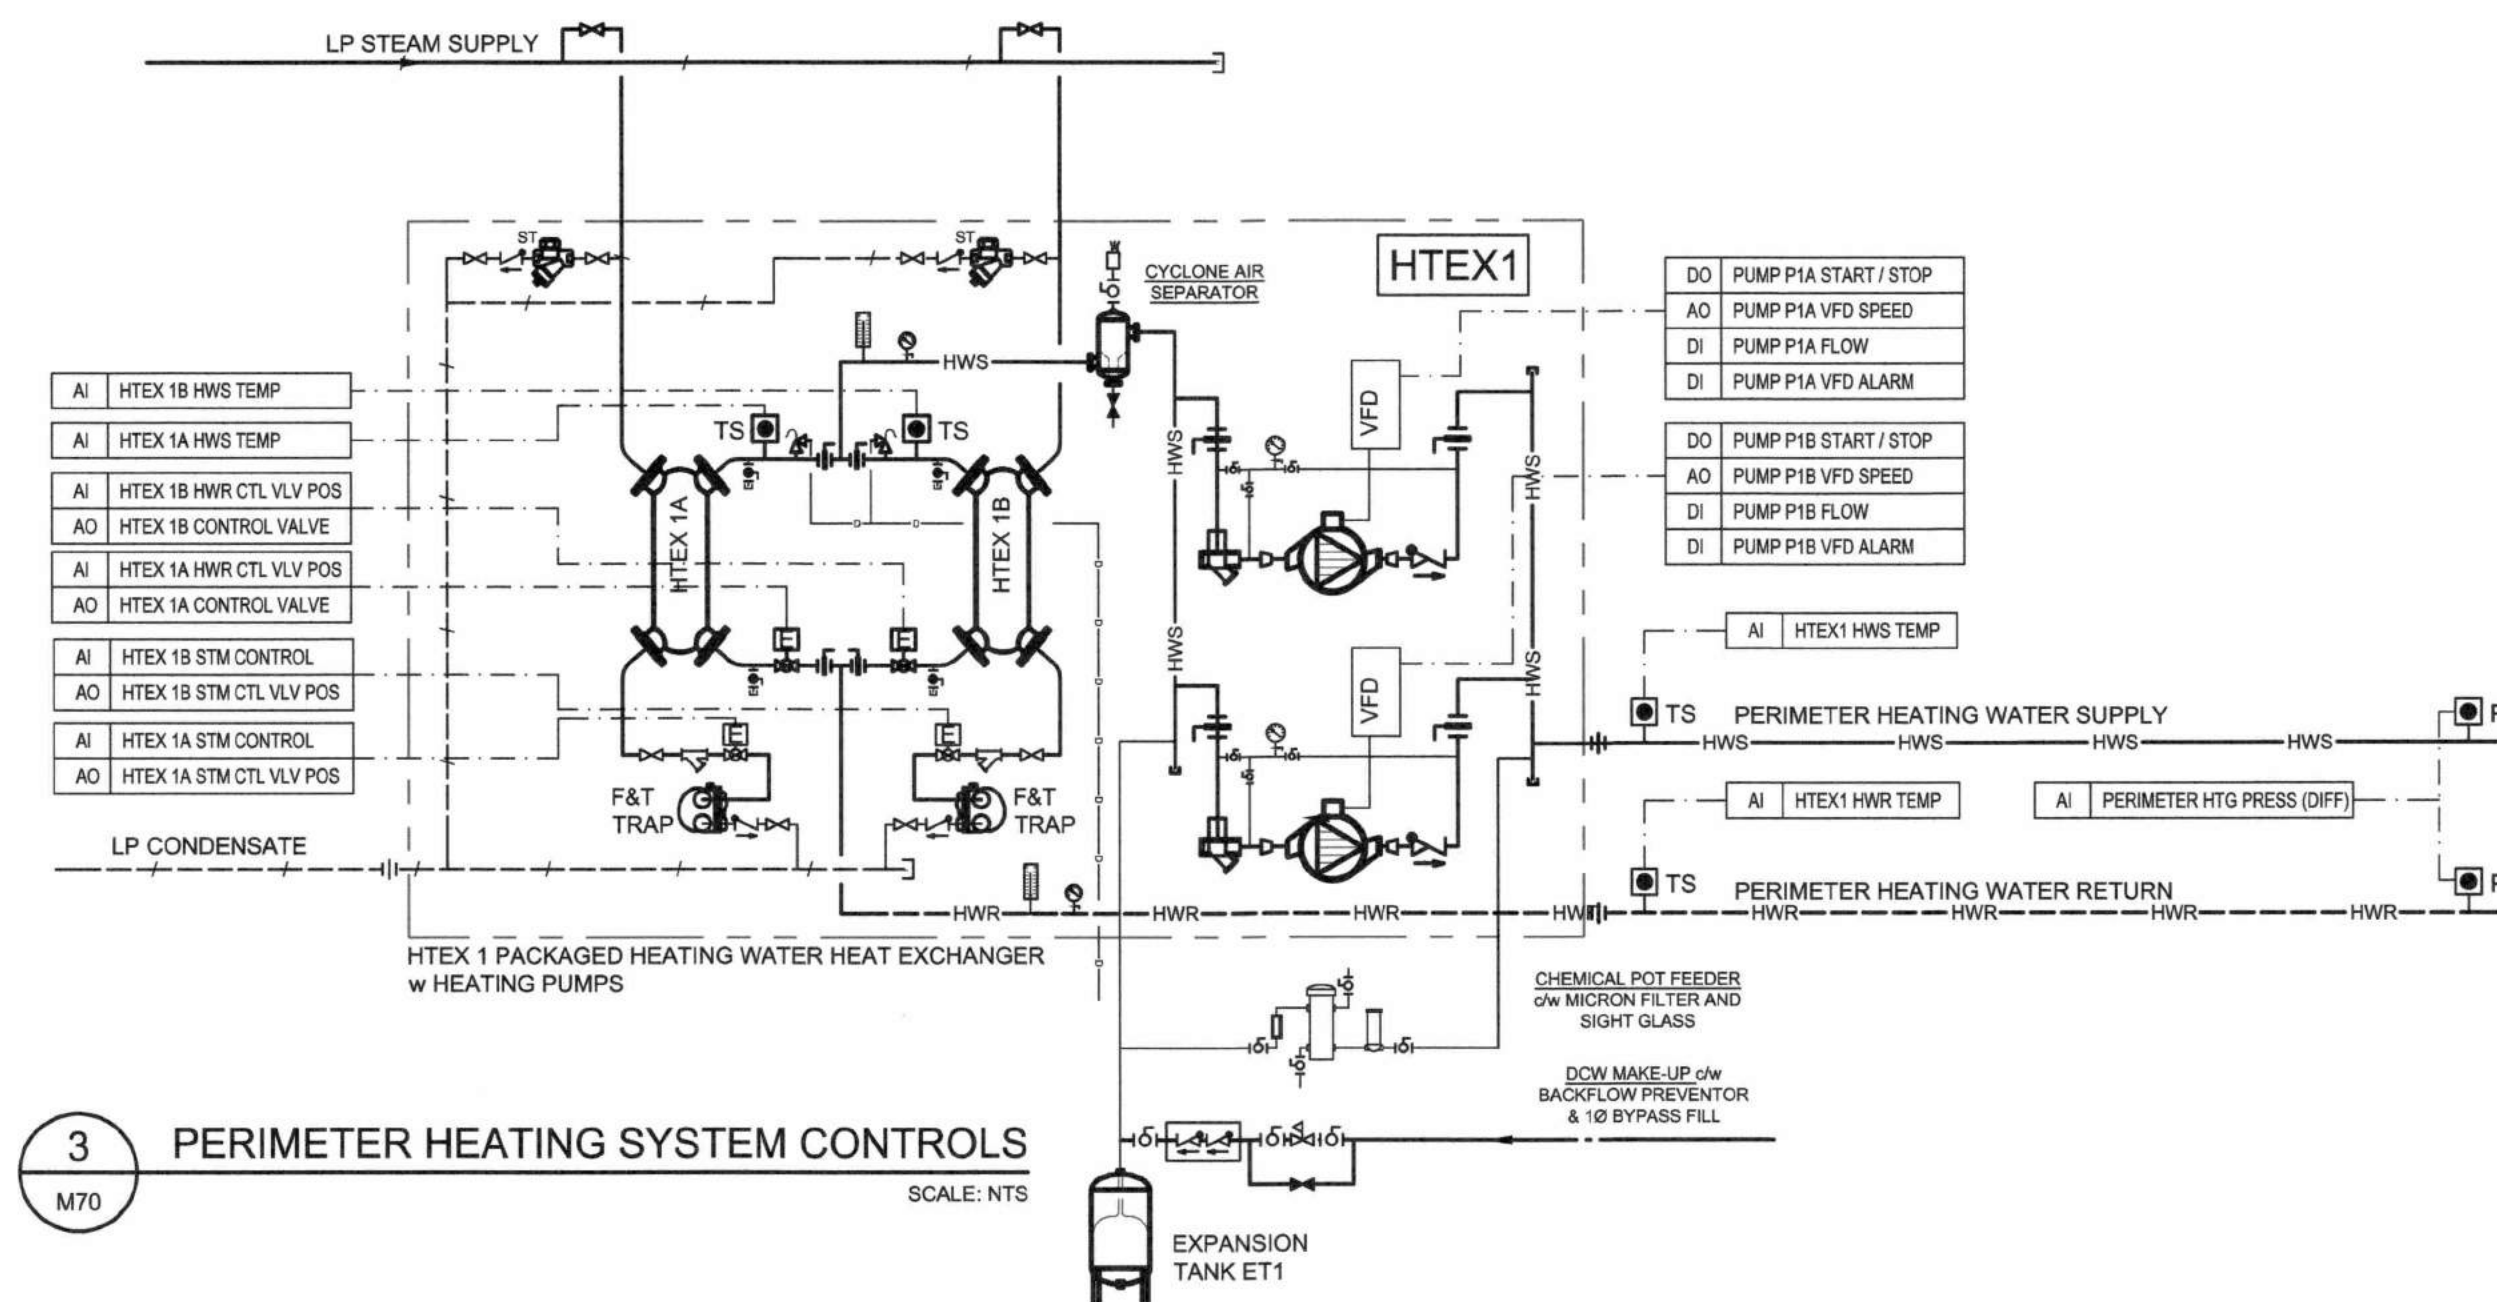 LP STEAM SUPPLY
ST
ST
CYCLONE AIR
SEPARATOR
HTEX1
DO PUMP P1A START / STOP
AO PUMP P1A VFD SPEED
DI PUMP P1A FLOW
DI PUMP P1A VFD ALARM
DO PUMP P1B START / STOP
AO PUMP P1B VFD SPEED
DI PUMP P1B FLOW
DI PUMP P1B VFD ALARM
AI HTEX 1B HWS TEMP
AI HTEX 1A HWS TEMP
AI HTEX 1B HWR CTL VLV POS
AO HTEX 1B CONTROL VALVE
AI HTEX 1A HWR CTL VLV POS
AO HTEX 1A CONTROL VALVE
AI HTEX 1B STM CONTROL
AO HTEX 1B STM CTL VLV POS
AI HTEX 1A STM CONTROL
AO HTEX 1A STM CTL VLV POS
HWS
TS
TS
HTEX 1A
HTEX 1B
D
D
D
D
D
D
D
D
D
E
E
E
E
VFD
VFD
HWS
HWS
HWS
HWS
F&T
TRAP
F&T
TRAP
LP CONDENSATE
AI HTEX1 HWS TEMP
TS
PERIMETER HEATING WATER SUPPLY
HWS HWS HWS HWS
AI HTEX1 HWR TEMP
AI PERIMETER HTG PRESS (DIFF)
TS
PERIMETER HEATING WATER RETURN
HWR HWR HWR HWR HWR HWR HWR HWR
HTEX 1 PACKAGED HEATING WATER HEAT EXCHANGER
w HEATING PUMPS
CHEMICAL POT FEEDER
c/w MICRON FILTER AND
SIGHT GLASS
DCW MAKE-UP c/w
BACKFLOW PREVENTOR
& 1Ø BYPASS FILL
3
M70
PERIMETER HEATING SYSTEM CONTROLS
SCALE: NTS
EXPANSION
TANK ET1